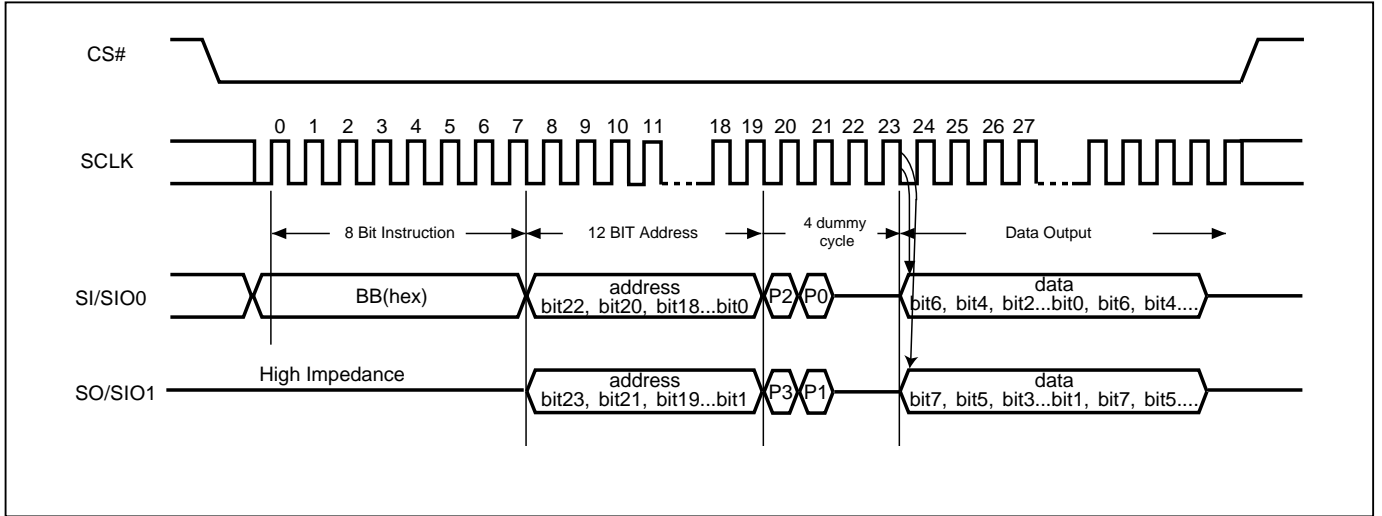 CS#
0 1 2 3 4 5 6 7 8 9 10 11 18 19 20 21 22 23 24 25 26 27
SCLK
8 Bit Instruction
12 BIT Address
4 dummy
cycle
Data Output
SI/SIO0
BB(hex)
address
bit22, bit20, bit18...bit0
P2 P0
data
bit6, bit4, bit2...bit0, bit6, bit4....
SO/SIO1
High Impedance
address
bit23, bit21, bit19...bit1
P3 P1
data
bit7, bit5, bit3...bit1, bit7, bit5....